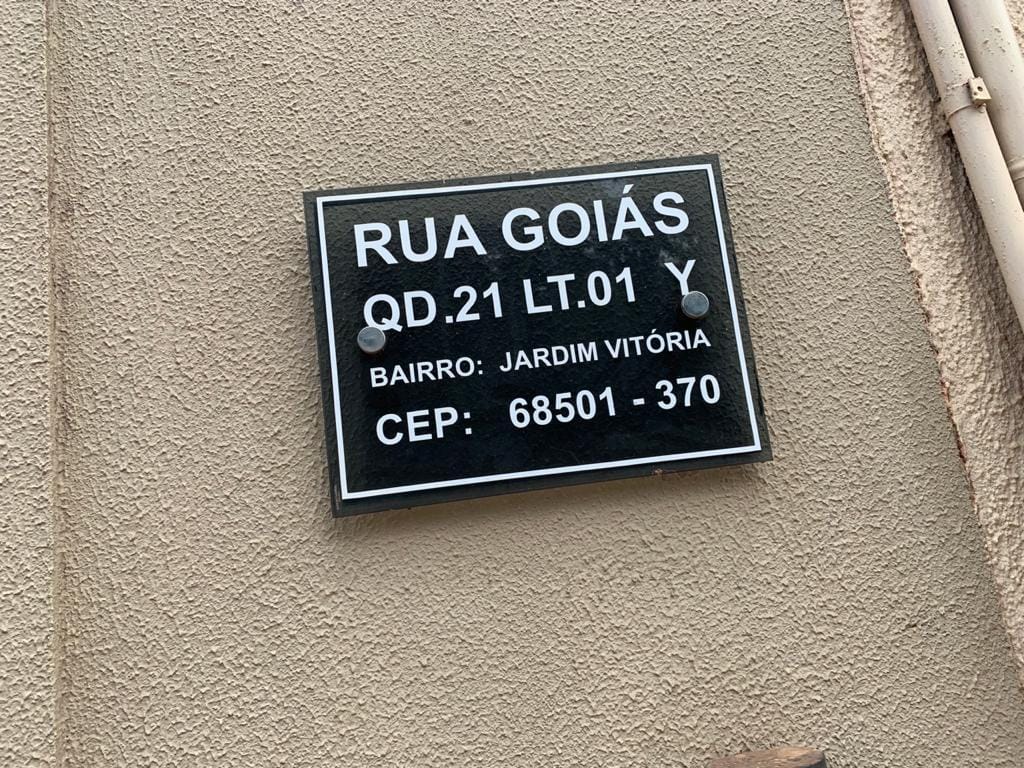 RUA GOIÁS
QD.21 LT.01 Y
BAIRRO: JARDIM VITÓRIA
CEP: 68501 - 370